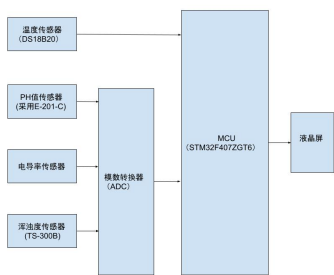 温度传感器
（DS18B20）
PH值传感器
(采用E-201-C)
电导率传感器
浑浊度传感器
(TS-300B)
模数转换器
（ADC）
MCU
（STM32F407ZGT6）
液晶屏